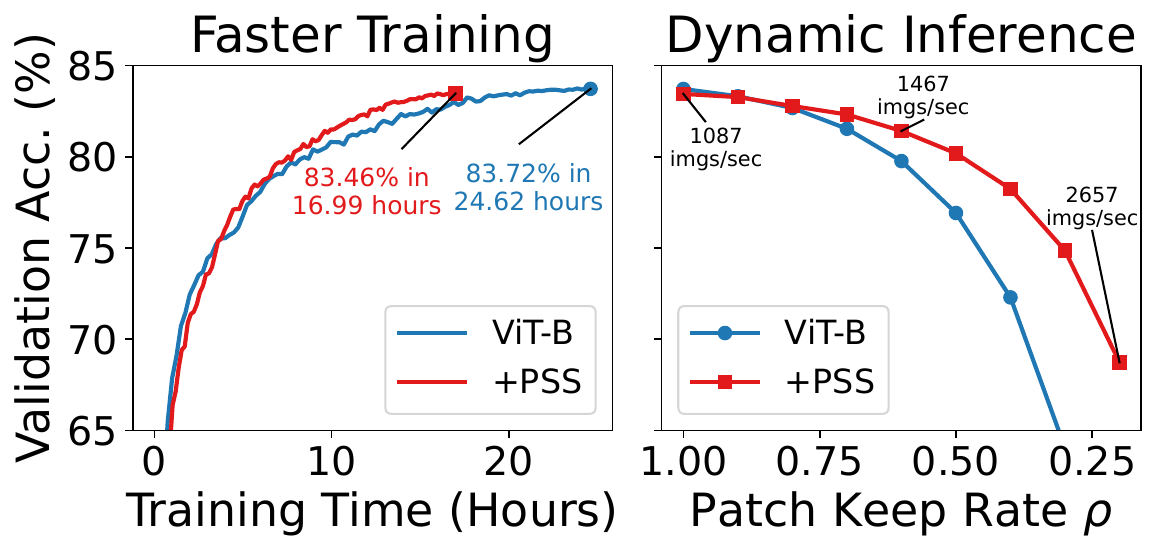 Faster Training
Validation Acc. (%)
85
80
75
70
65
83.46% in
16.99 hours
83.72% in
24.62 hours
ViT-B
+PSS
0
10
20
Training Time (Hours)
Dynamic Inference
1467
imgs/sec
1087
imgs/sec
2657
imgs/sec
ViT-B
+PSS
1.00
0.75
0.50
0.25
Patch Keep Rate ρ